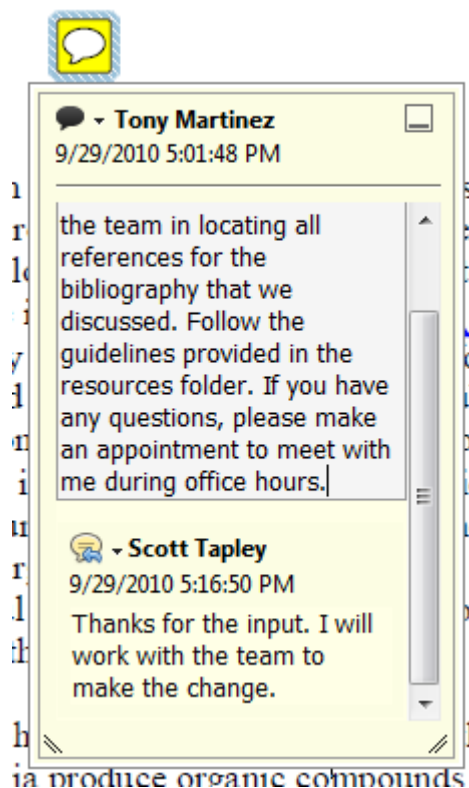 Tony Martinez
9/29/2010 5:01:48 PM
the team in locating all
references for the
bibliography that we
discussed. Follow the
guidelines provided in the
resources folder. If you have
any questions, please make
an appointment to meet with
me during office hours.
Scott Tapley
9/29/2010 5:16:50 PM
Thanks for the input. I will
work with the team to
make the change.
produce organic compounds